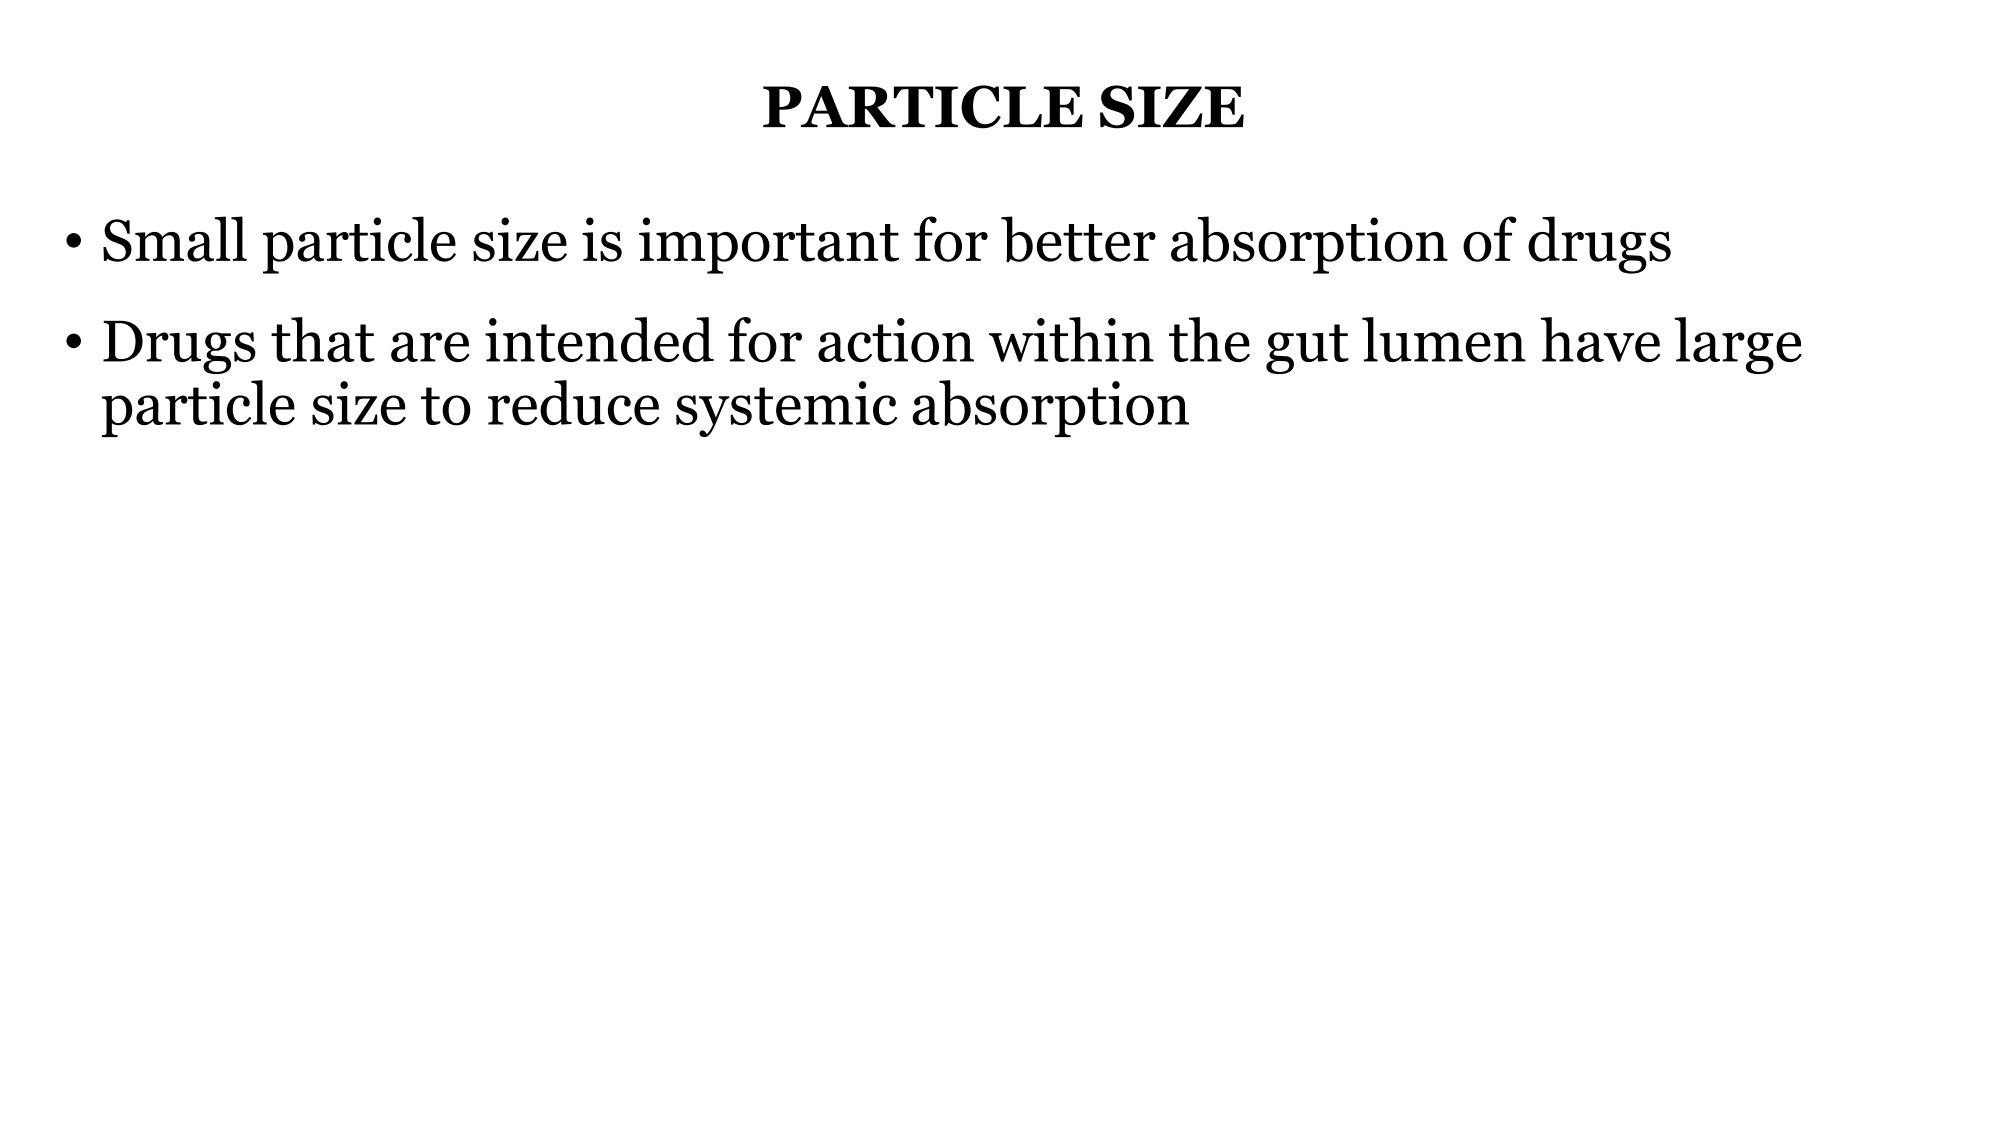 PARTICLE SIZE
• Small particle size is important for better absorption of drugs
• Drugs that are intended for action within the gut lumen have large
particle size to reduce systemic absorption